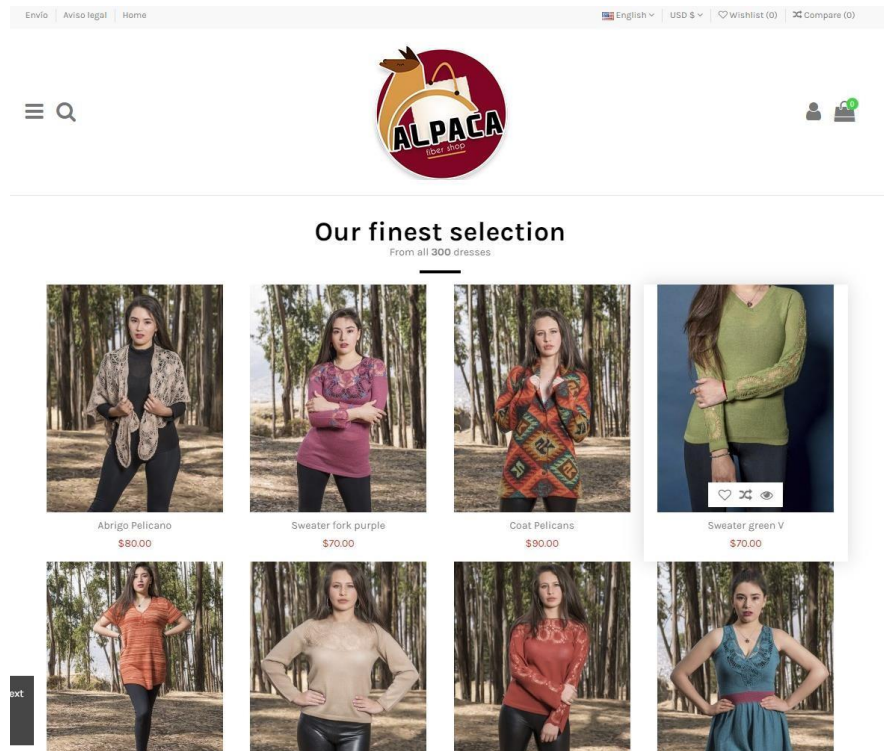 Envío Aviso legal Home English USD $ Wishlist (0) Compare (0)
ALPACA
fiber shop
0
Our finest selection
From all 300 dresses
Abrigo Pelicano Sweater fork purple Coat Pelicans Sweater green V
$80.00 $70.00 $90.00 $70.00
ext